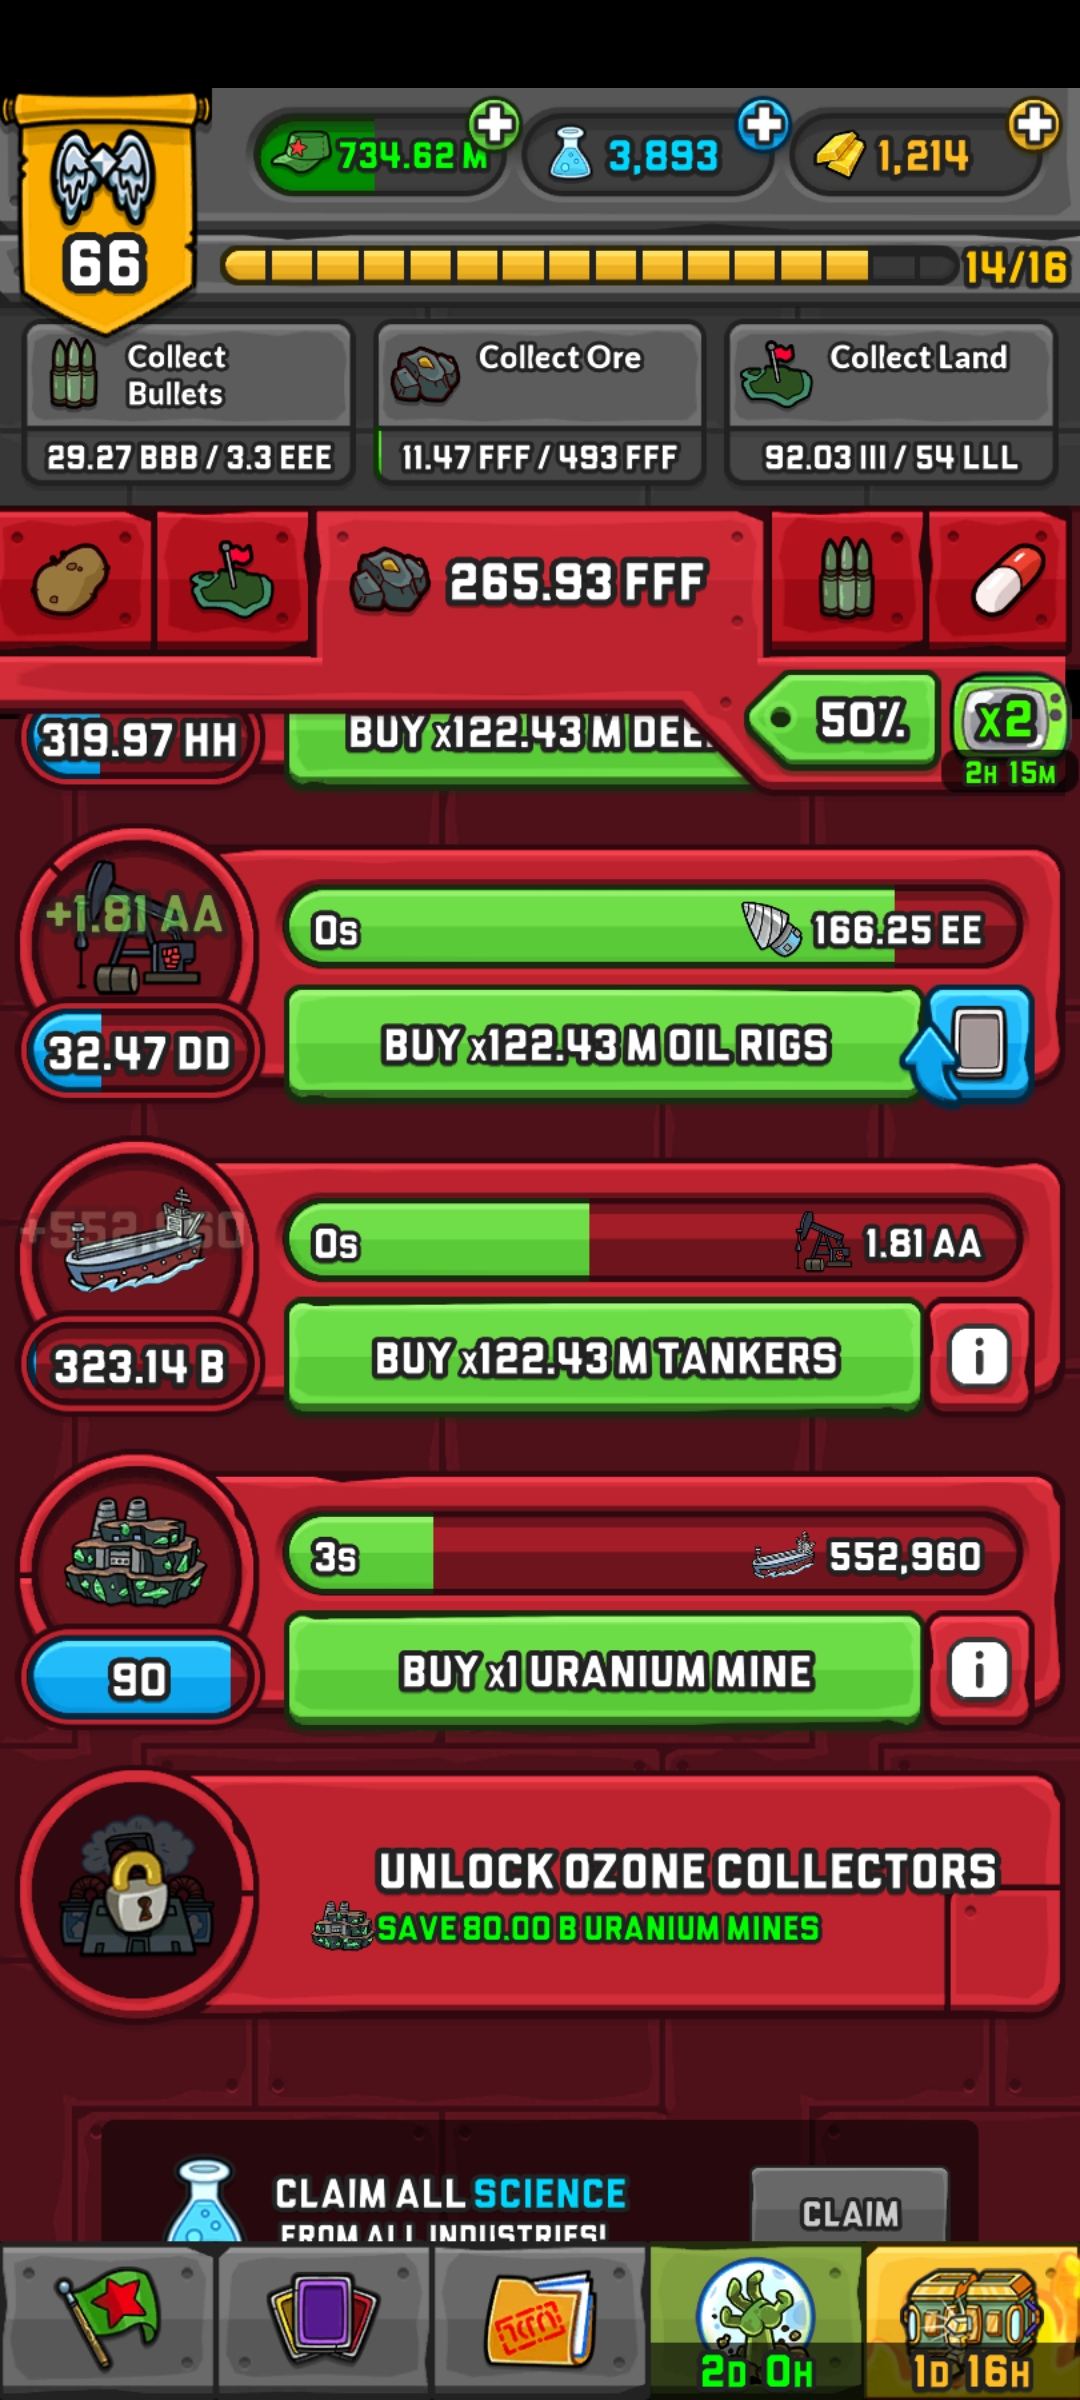 734.62 M
3,893
1,214
66
14/16
Collect
Bullets
Collect Ore
Collect Land
29.27 BBB / 3.3 EEE
11.47 FFF / 493 FFF
92.03 III / 54 LLL
265.93 FFF
50%
x2
2H 15M
319.97 HH
BUY x122.43 M DEE
+1.81 AA
0s
166.25 EE
32.47 DD
BUY x122.43 M OIL RIGS
+552,960
0s
1.81 AA
323.14 B
BUY x122.43 M TANKERS
i
3s
552,960
90
BUY x1 URANIUM MINE
i
UNLOCK OZONE COLLECTORS
SAVE 80.00 B URANIUM MINES
CLAIM ALL SCIENCE
FROM ALL INDUSTRIES!
CLAIM
2D 0H
1D 16H